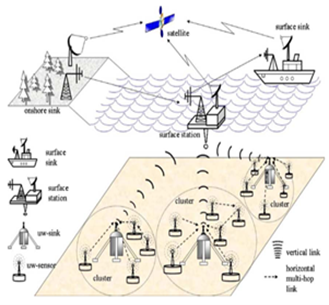 satellite
surface sink
onshore sink
surface station
surface
sink
surface
station
uw-sink
uw-sensor
cluster
cluster
cluster
vertical link
horizontal
multi-hop
link